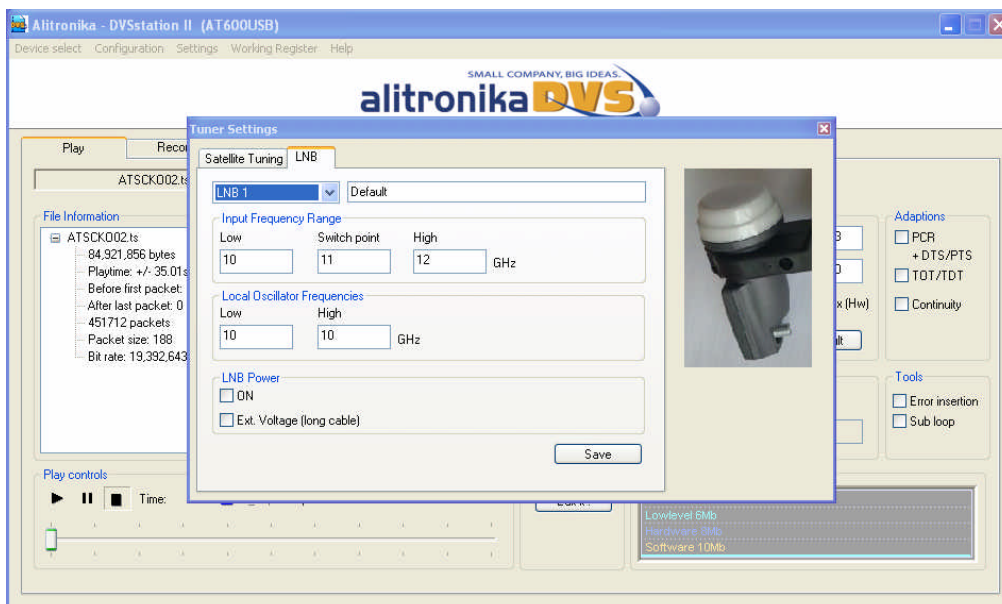 Alitronika - DVSstation II (AT600USB)
Device select Configuration Settings Working Register Help
SMALL COMPANY, BIG IDEAS.
alitronika DVS
Play
ATSCKO02.ts
File Information
ATSCKO02.ts
84,921,856 bytes
Playtime: +/- 35.01s
Before first packet:
After last packet: 0
451712 packets
Packet size: 188
Bit rate: 19,392,643
Tuner Settings
Satellite Tuning LNB
LNB 1 Default
Input Frequency Range
Low Switch point High
10 11 12 GHz
Local Oscillator Frequencies
Low High
10 10 GHz
LNB Power
ON
Ext. Voltage (long cable)
Save
(Hw)
Adaptions
PCR
+ DTS/PTS
TOT/TDT
Continuity
Tools
Error insertion
Sub loop
Play controls
Time:
Lowlevel 6Mb
Hardware 0Mb
Software 10Mb